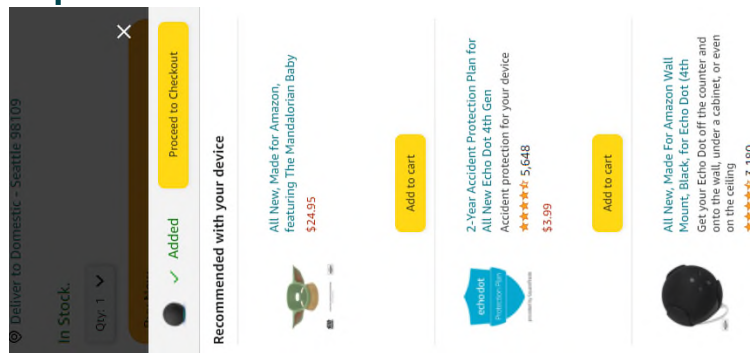 Deliver to Domestic - Seattle 98109
In Stock.
Qty: 1
Added
Proceed to Checkout
Recommended with your device
All New, Made for Amazon,
featuring The Mandalorian Baby
$24.95
Add to cart
echo dot
Protection Plan
2-Year Accident Protection Plan for
All New Echo Dot 4th Gen
Accident protection for your device
5,648
$3.99
Add to cart
All New, Made For Amazon Wall
Mount, Black, for Echo Dot (4th
Get your Echo Dot off the counter and
onto the wall, under a cabinet, or even
on the ceiling